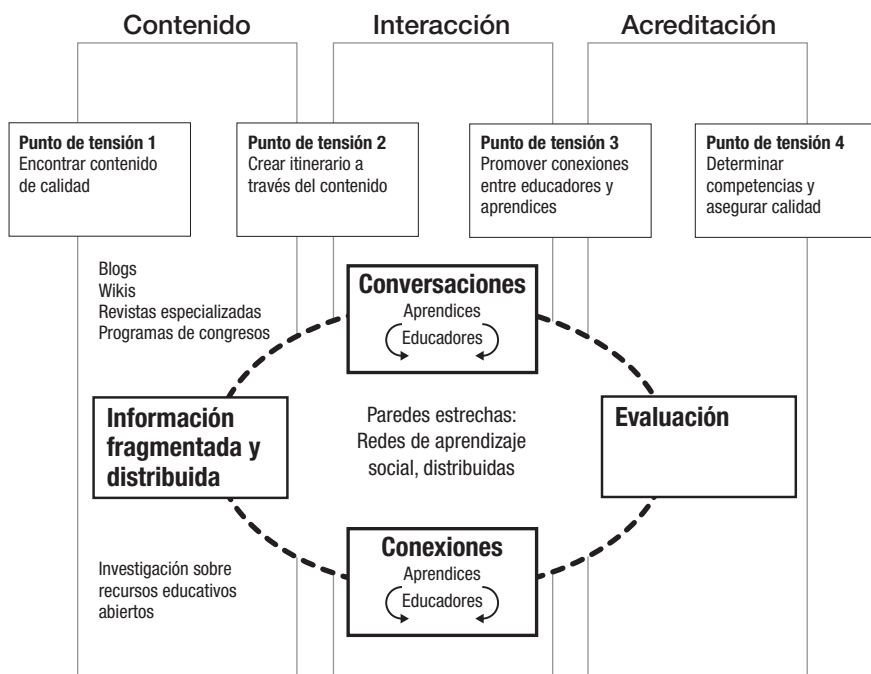 Contenido
Interacción
Acreditación
Punto de tensión 1
Encontrar contenido
de calidad
Punto de tensión 2
Crear itinerario a
través del contenido
Punto de tensión 3
Promover conexiones
entre educadores y
aprendices
Punto de tensión 4
Determinar
competencias y
asegurar calidad
Blogs
Wikis
Revistas especializadas
Programas de congresos
Conversaciones
Aprendices
Educadores
Información
fragmentada y
distribuida
Paredes estrechas:
Redes de aprendizaje
social, distribuidas
Evaluación
Investigación sobre
recursos educativos
abiertos
Conexiones
Aprendices
Educadores